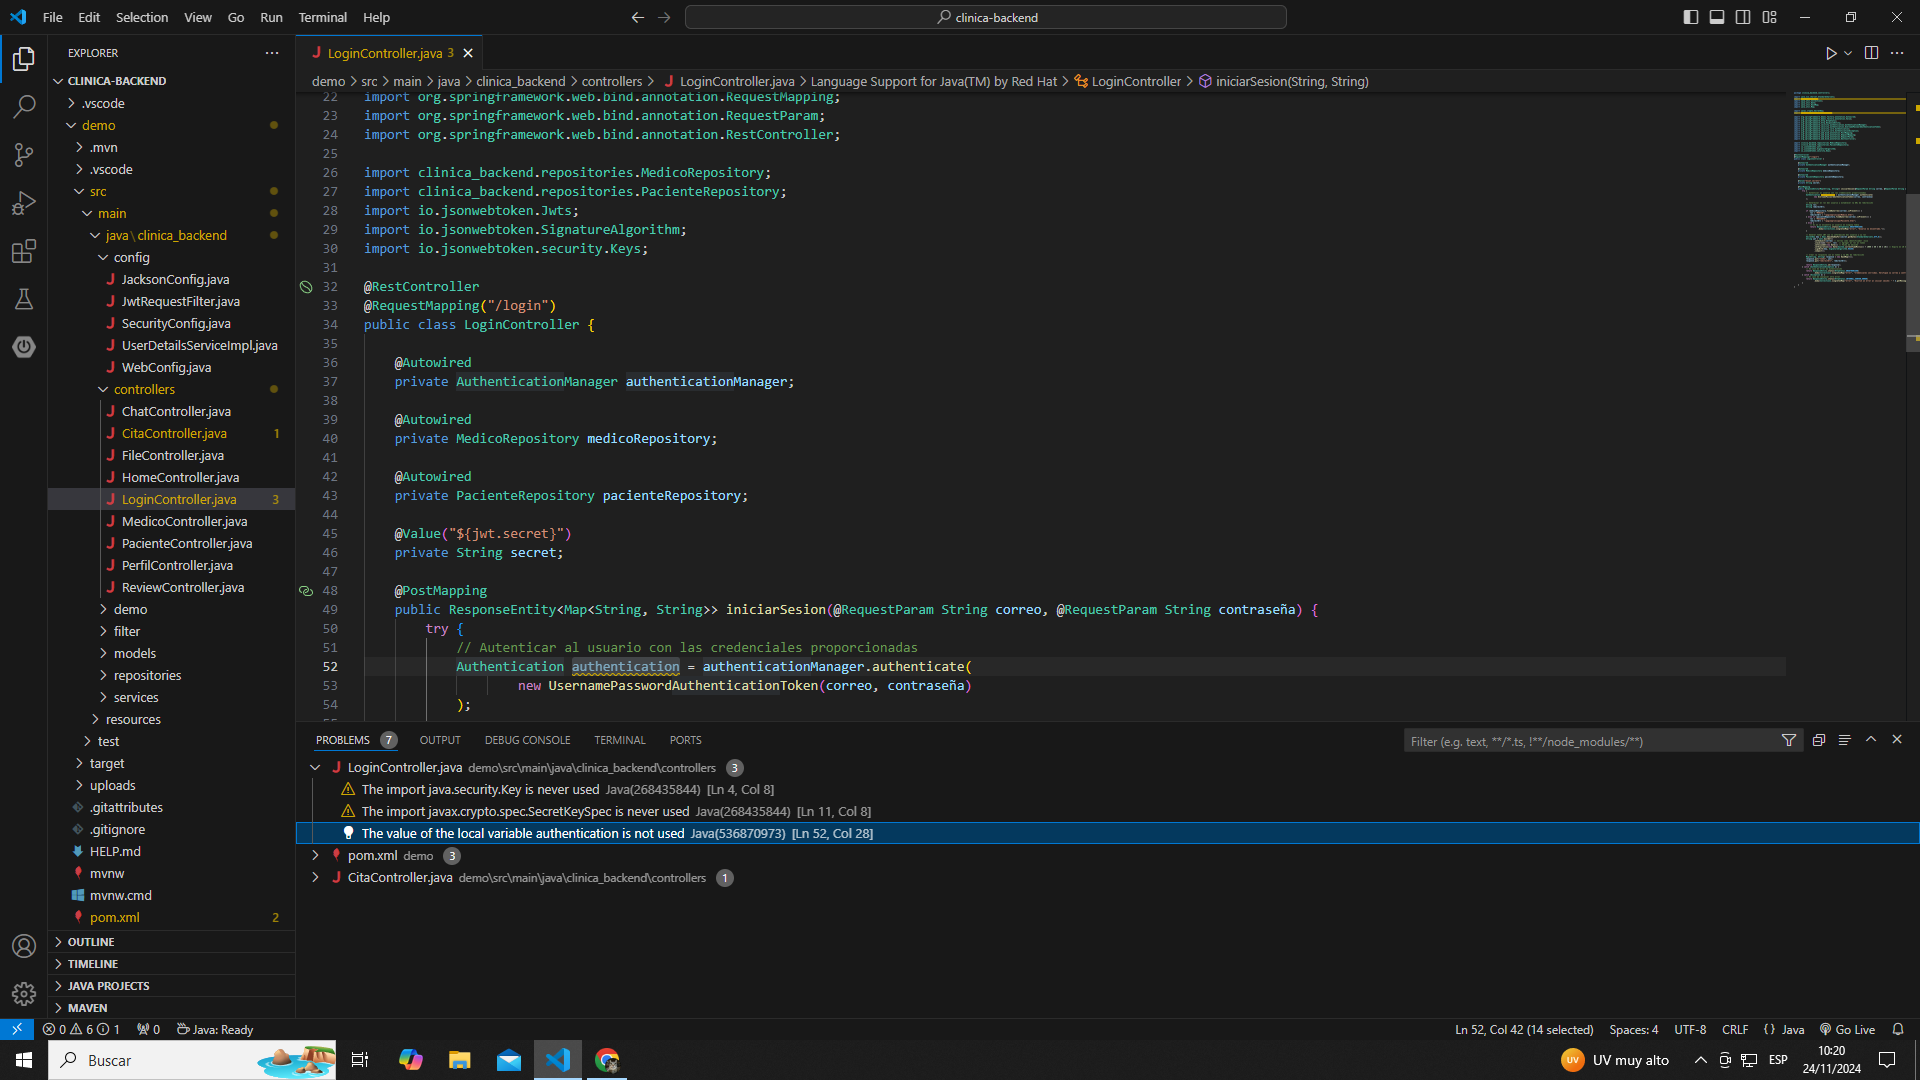 File Edit Selection View Go Run Terminal Help
clinica-backend
EXPLORER
CLINICA-BACKEND
.vscode
demo
.mvn
.vscode
src
main
java\clinica_backend
config
JacksonConfig.java
JwtRequestFilter.java
SecurityConfig.java
UserDetailsServiceImpl.java
WebConfig.java
controllers
ChatController.java
CitaController.java 1
FileController.java
HomeController.java
LoginController.java 3
MedicoController.java
PacienteController.java
PerfilController.java
ReviewController.java
demo
filter
models
repositories
services
resources
test
target
uploads
.gitattributes
.gitignore
HELP.md
mvnw
mvnw.cmd
pom.xml 2
OUTLINE
TIMELINE
JAVA PROJECTS
MAVEN
LoginController.java 3
demo > src > main > java > clinica_backend > controllers > LoginController.java > Language Support for Java(TM) by Red Hat > LoginController > iniciarSesion(String, String)
22 import org.springframework.web.bind.annotation.RequestMapping;
23 import org.springframework.web.bind.annotation.RequestParam;
24 import org.springframework.web.bind.annotation.RestController;
25
26 import clinica_backend.repositories.MedicoRepository;
27 import clinica_backend.repositories.PacienteRepository;
28 import io.jsonwebtoken.Jwts;
29 import io.jsonwebtoken.SignatureAlgorithm;
30 import io.jsonwebtoken.security.Keys;
31
32 @RestController
33 @RequestMapping("/login")
34 public class LoginController {
35
36 @Autowired
37 private AuthenticationManager authenticationManager;
38
39 @Autowired
40 private MedicoRepository medicoRepository;
41
42 @Autowired
43 private PacienteRepository pacienteRepository;
44
45 @Value("${jwt.secret}")
46 private String secret;
47
48 @PostMapping
49 public ResponseEntity<Map<String, String>> iniciarSesion(@RequestParam String correo, @RequestParam String contraseña) {
50 try {
51 // Autenticar al usuario con las credenciales proporcionadas
52 Authentication authentication = authenticationManager.authenticate(
53 new UsernamePasswordAuthenticationToken(correo, contraseña)
54 );
PROBLEMS 7 OUTPUT DEBUG CONSOLE TERMINAL PORTS
Filter (e.g. text, **/*.ts, !**/node_modules/**)
LoginController.java demo\src\main\java\clinica_backend\controllers 3
The import java.security.Key is never used Java(268435844) [Ln 4, Col 8]
The import javax.crypto.spec.SecretKeySpec is never used Java(268435844) [Ln 11, Col 8]
The value of the local variable authentication is not used Java(536870973) [Ln 52, Col 28]
pom.xml demo 3
CitaController.java demo\src\main\java\clinica_backend\controllers 1
0 6 1 0 Java: Ready
Ln 52, Col 42 (14 selected) Spaces: 4 UTF-8 CRLF {} Java Go Live
Buscar
UV UV muy alto ESP
10:20
24/11/2024